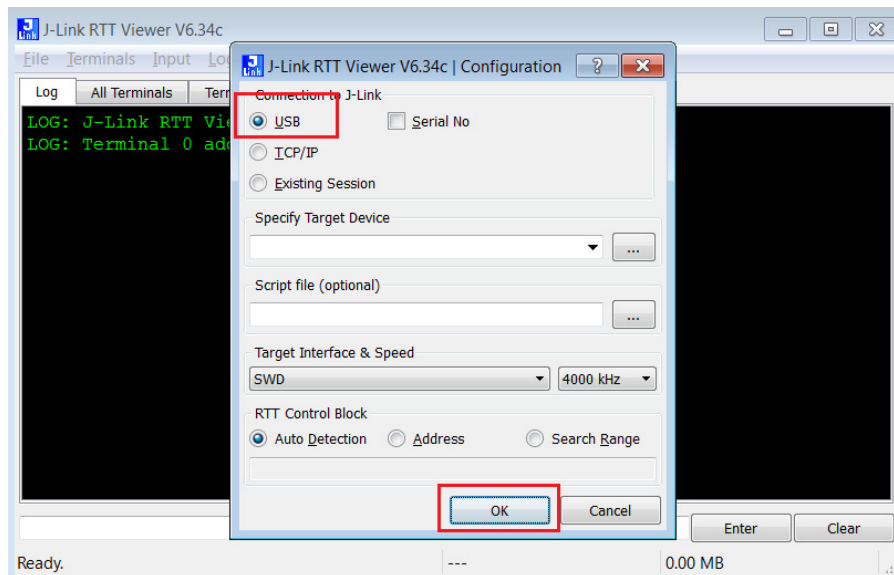 J-Link RTT Viewer V6.34c
File Terminals Input
Log All Terminals
LOG: J-Link RTT
LOG: Terminal 0
J-Link RTT Viewer V6.34c | Configuration
Connection to J-Link
USB Serial No
TCP/IP
Existing Session
Specify Target Device
...
Script file (optional)
...
Target Interface & Speed
SWD 4000 kHz
RTT Control Block
Auto Detection Address Search Range
OK Cancel
Enter Clear
Ready. --- 0.00 MB